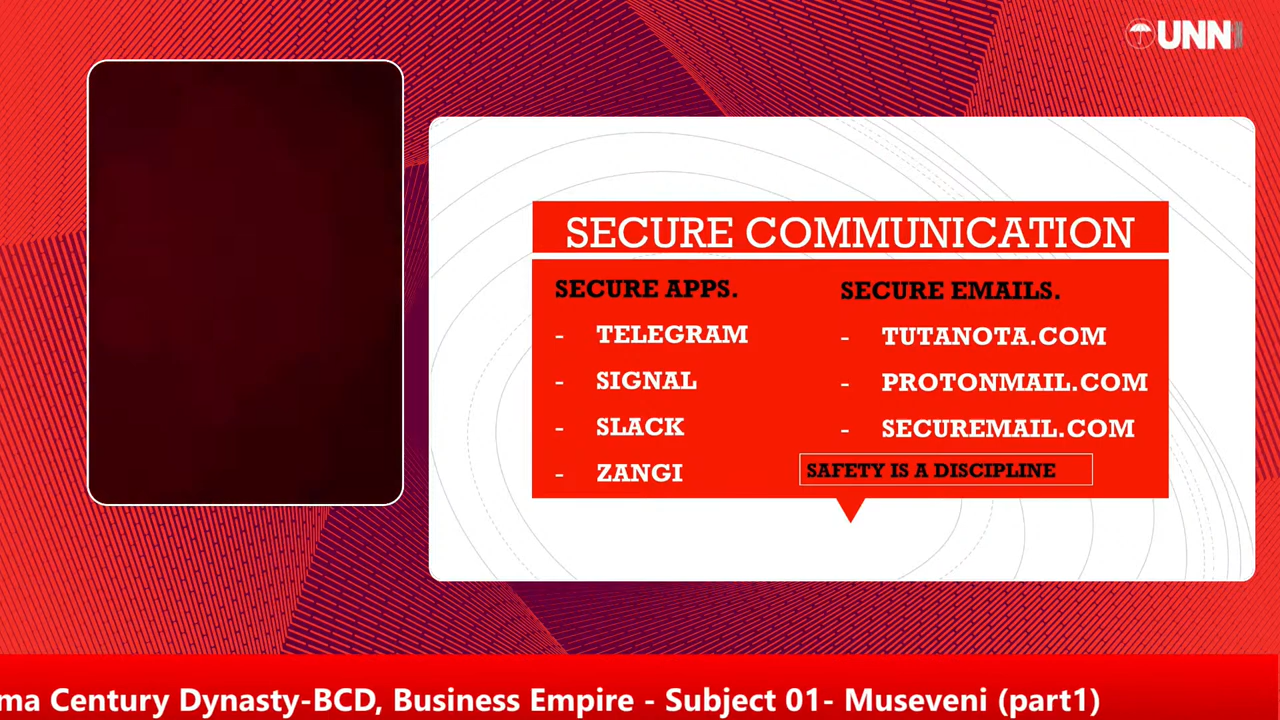 UNN
SECURE COMMUNICATION
SECURE APPS.
- TELEGRAM
- SIGNAL
- SLACK
- ZANGI
SECURE EMAILS.
- TUTANOTA.COM
- PROTONMAIL.COM
- SECUREMAIL.COM
SAFETY IS A DISCIPLINE
Century Dynasty-BCD, Business Empire - Subject 01- Museveni (part1)